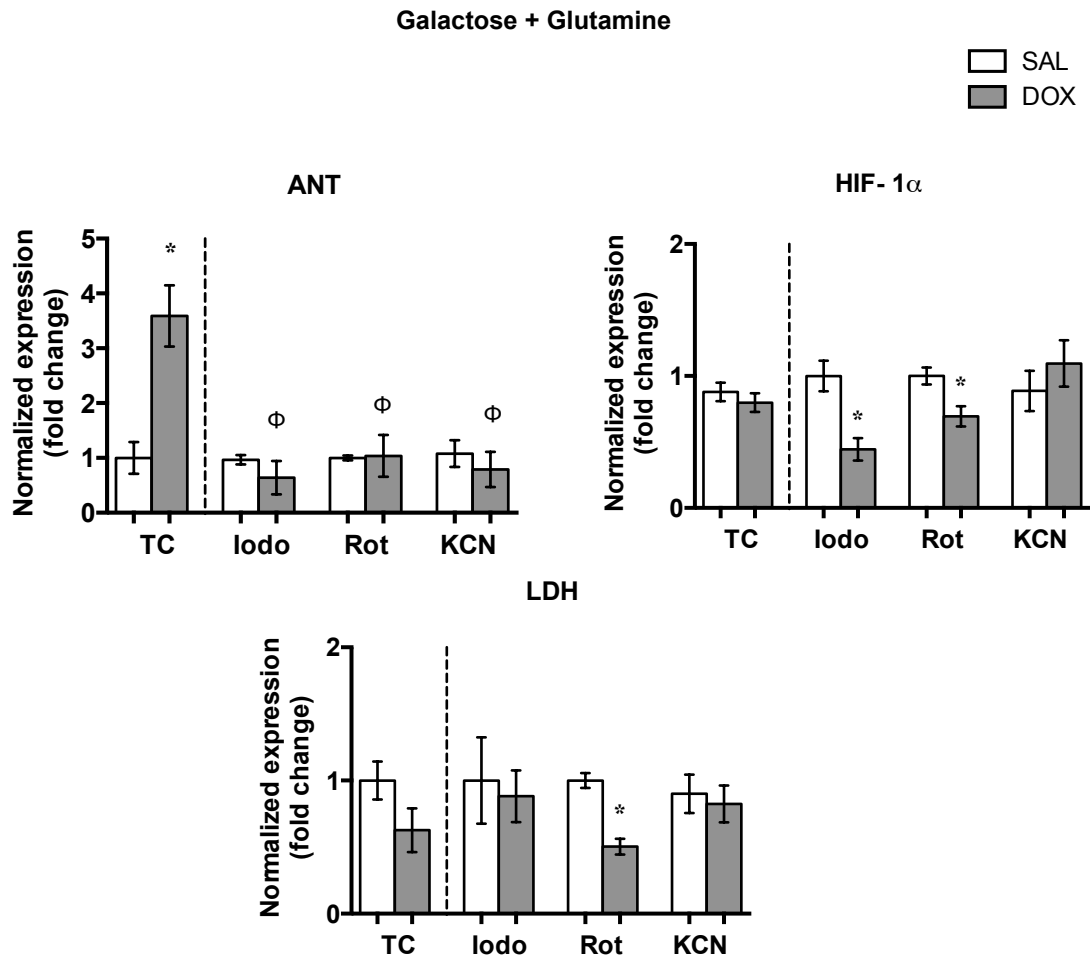 Galactose + Glutamine
SAL
DOX
ANT
Normalized expression
(fold change)
5
4
3
2
1
0
*
Φ
Φ
Φ
TC
Iodo
Rot
KCN
HIF- 1α
Normalized expression
(fold change)
2
1
0
*
*
TC
Iodo
Rot
KCN
LDH
Normalized expression
(fold change)
2
1
0
*
TC
Iodo
Rot
KCN